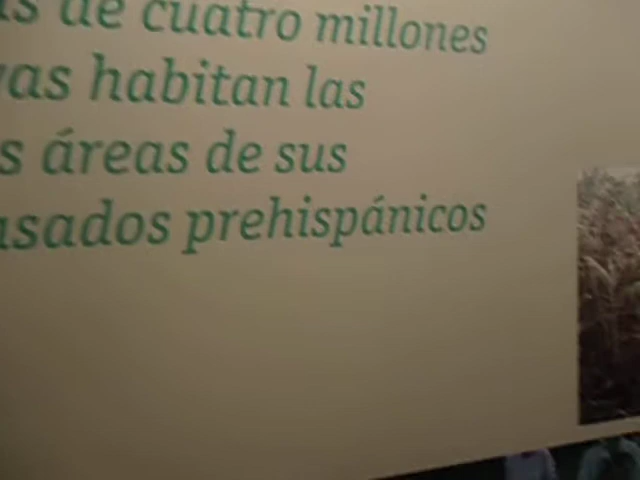 de cuatro millones
habitan las
áreas de sus
prehispánicos